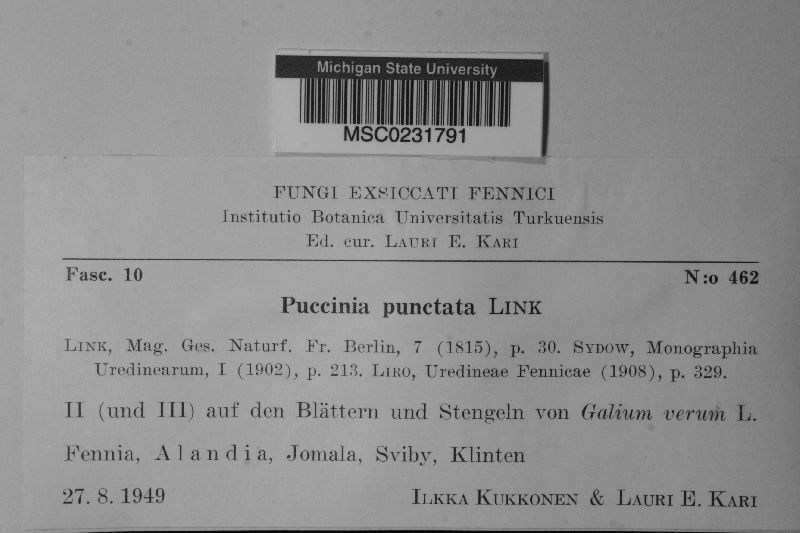 Michigan State University
MSC0231791
FUNGI EXSICCATI FENNICI
Institutio Botanica Universitatis Turkuensis
Ed. cur. LAURI E. KARI
Fasc. 10 N:o 462
Puccinia punctata LINK
LINK, Mag. Ges. Naturf. Fr. Berlin, 7 (1815), p. 30. SYDOW, Monographia
Uredinearum, I (1902), p. 213. LIRO, Uredineae Fennicae (1908), p. 329.
II (und III) auf den Blättern und Stengeln von Galium verum L.
Fennia, Alandia, Jomala, Sviby, Klinten
27. 8. 1949 ILKKA KUKKONEN & LAURI E. KARI